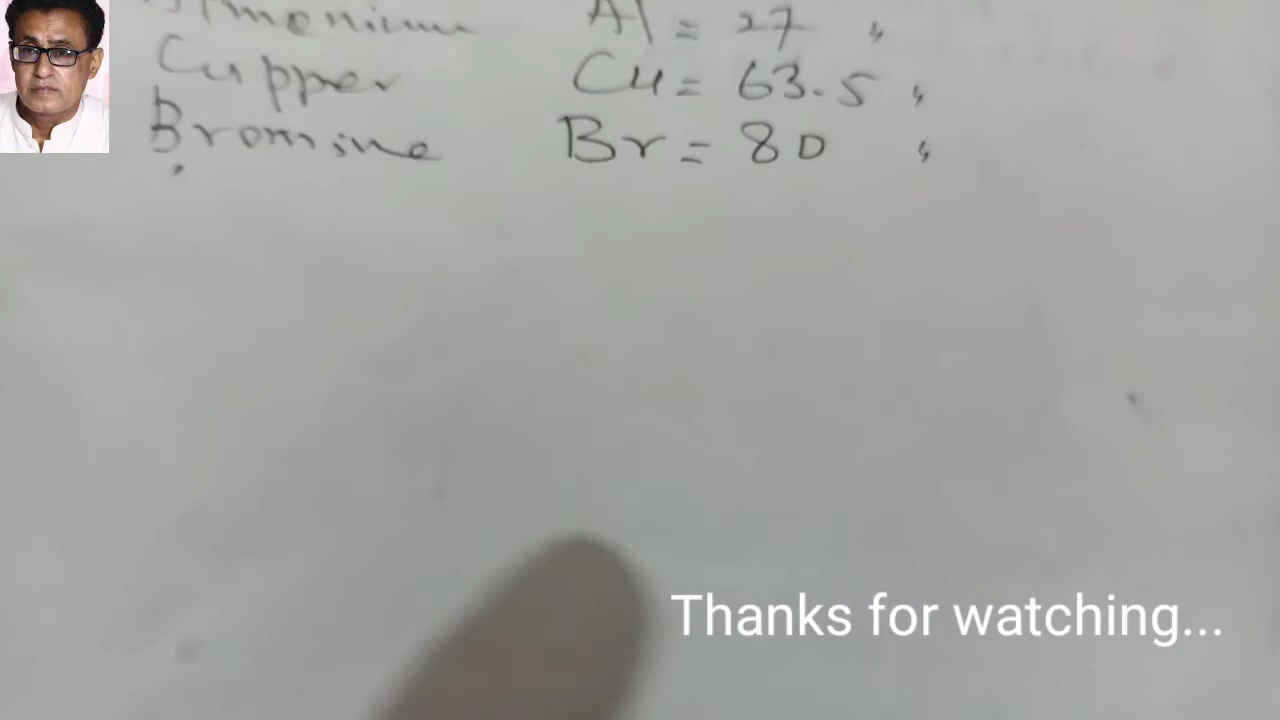 Al = 27 "
Cupper Cu = 63.5 "
Bromine Br = 80 "
Thanks for watching...